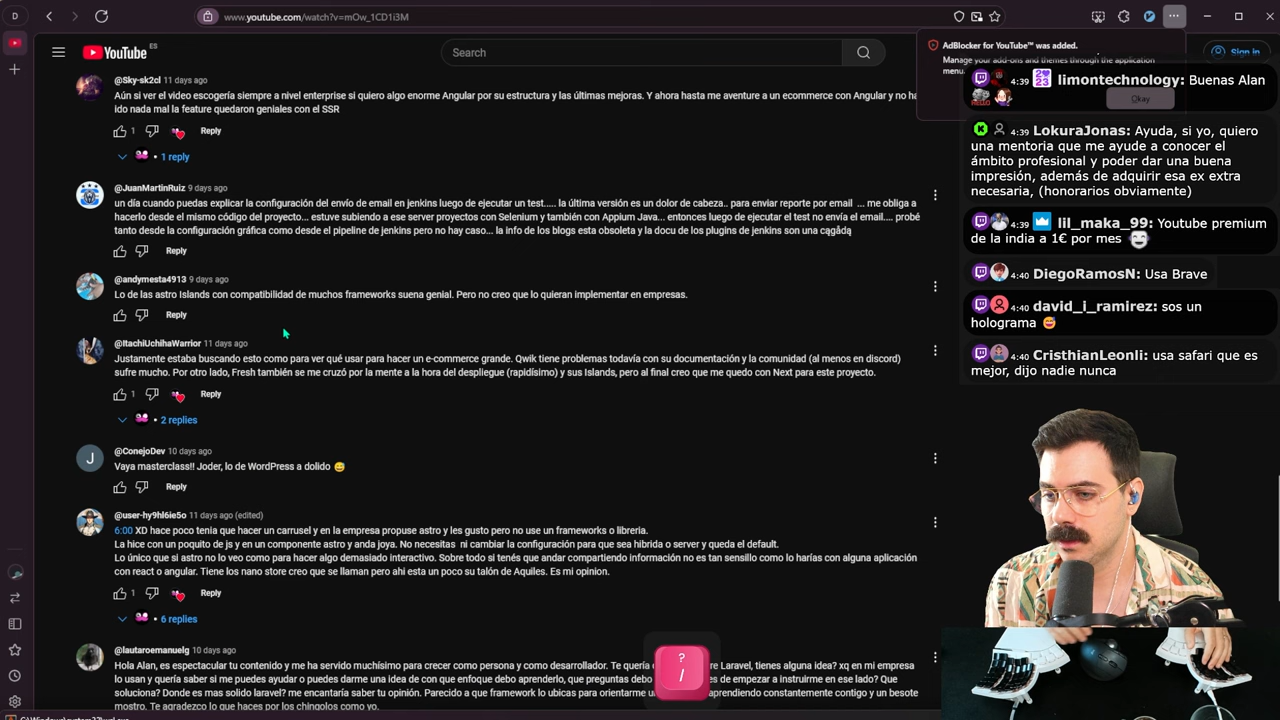 D
www.youtube.com/watch?v=mOw_1CD1i3M
YouTube ES
Search
Sign in
AdBlocker for YouTube™ was added.
Manage your add-ons and themes through the application
menu.
Okay
@Sky-sk2cl 11 days ago
Aún si ver el video escogería siempre a nivel enterprise si quiero algo enorme Angular por su estructura y las últimas mejoras. Y ahora hasta me aventure a un ecommerce con Angular y no ha
ido nada mal la feature quedaron geniales con el SSR
1 Reply
• 1 reply
@JuanMartinRuiz 9 days ago
un día cuando puedas explicar la configuración del envío de email en jenkins luego de ejecutar un test..... la última versión es un dolor de cabeza.. para enviar reporte por email ... me obliga a
hacerlo desde el mismo código del proyecto... estuve subiendo a ese server proyectos con Selenium y también con Appium Java... entonces luego de ejecutar el test no envía el email.... probé
tanto desde la configuración gráfica como desde el pipeline de jenkins pero no hay caso... la info de los blogs esta obsoleta y la docu de los plugins de jenkins son una cągådą
Reply
@andymesta4913 9 days ago
Lo de las astro Islands con compatibilidad de muchos frameworks suena genial. Pero no creo que lo quieran implementar en empresas.
Reply
@ItachiUchihaWarrior 11 days ago
Justamente estaba buscando esto como para ver qué usar para hacer un e-commerce grande. Qwik tiene problemas todavía con su documentación y la comunidad (al menos en discord)
sufre mucho. Por otro lado, Fresh también se me cruzó por la mente a la hora del despliegue (rapidísimo) y sus Islands, pero al final creo que me quedo con Next para este proyecto.
1 Reply
• 2 replies
J
@ConejoDev 10 days ago
Vaya masterclass!! Joder, lo de WordPress a dolido 😅
Reply
@user-hy9hl6ie5o 11 days ago (edited)
6:00 XD hace poco tenia que hacer un carrusel y en la empresa propuse astro y les gusto pero no use un frameworks o libreria.
La hice con un poquito de js y en un componente astro y anda joya. No necesitas ni cambiar la configuración para que sea hibrida o server y queda el default.
Lo único que si astro no lo veo como para hacer algo demasiado interactivo. Sobre todo si tenés que andar compartiendo información no es tan sensillo como lo harías con alguna aplicación
con react o angular. Tiene los nano store creo que se llaman pero ahi esta un poco su talón de Aquiles. Es mi opinion.
1 Reply
• 6 replies
@lautaroemanuelg 10 days ago
Hola Alan, es espectacular tu contenido y me ha servido muchísimo para crecer como persona y como desarrollador. Te quería re Laravel, tienes alguna idea? xq en mi empresa
lo usan y quería saber si me puedes ayudar o puedes darme una idea de con que enfoque debo aprenderlo, que preguntas debo s de empezar a instruirme en ese lado? Que
soluciona? Donde es mas solido laravel? me encantaría saber tu opinión. Parecido a que framework lo ubicas para orientarme u aprendiendo constantemente contigo y un besote
mostro. Te agradezco lo que haces por los chingolos como yo.
?
/
4:39 limontechnology: Buenas Alan
4:39 LokuraJonas: Ayuda, si yo, quiero
una mentoria que me ayude a conocer el
ámbito profesional y poder dar una buena
impresión, además de adquirir esa ex extra
necesaria, (honorarios obviamente)
4:39 lil_maka_99: Youtube premium
de la india a 1€ por mes
4:40 DiegoRamosN: Usa Brave
4:40 david_i_ramirez: sos un
holograma 😅
4:40 CristhianLeonli: usa safari que es
mejor, dijo nadie nunca